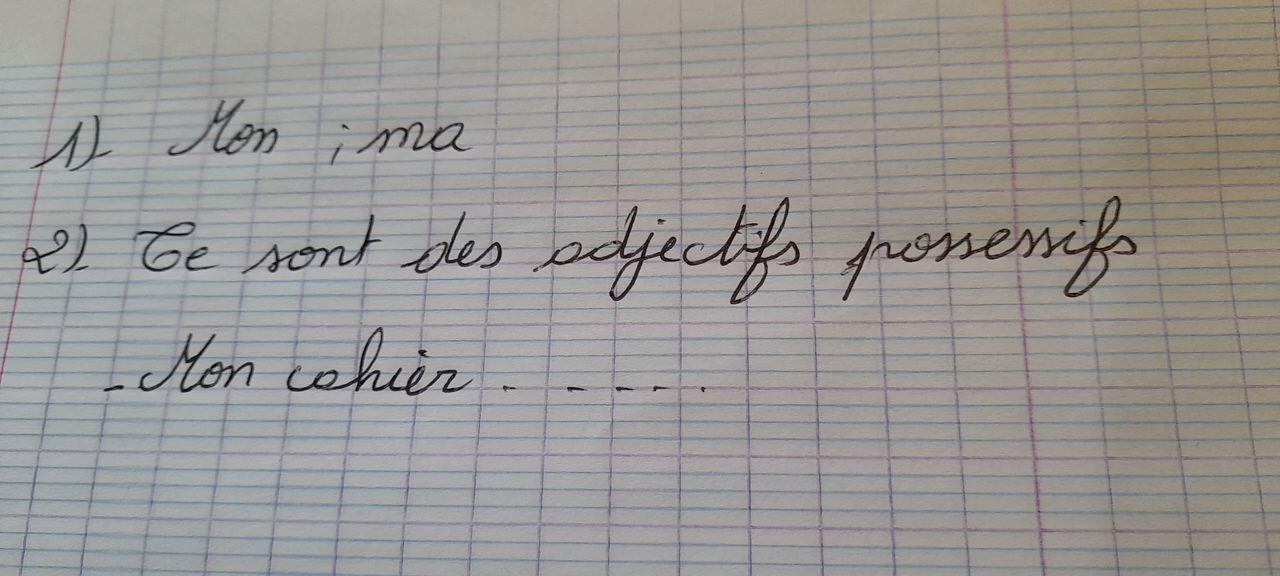 1) Mon ; ma
2) Ce sont des adjectifs possessifs
- Mon cahier . - - - - .